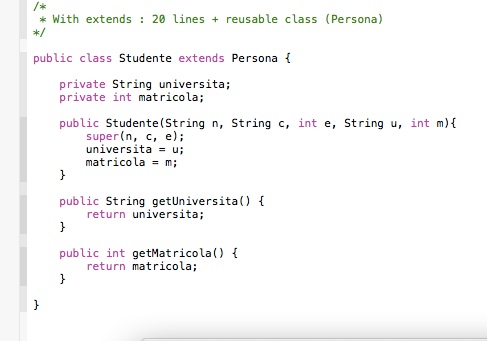 /*
 * With extends : 20 lines + reusable class (Persona)
*/
public class Studente extends Persona {
private String universita;
private int matricola;
public Studente(String n, String c, int e, String u, int m){
super(n, c, e);
universita = u;
matricola = m;
}
public String getUniversita() {
return universita;
}
public int getMatricola() {
return matricola;
}
}